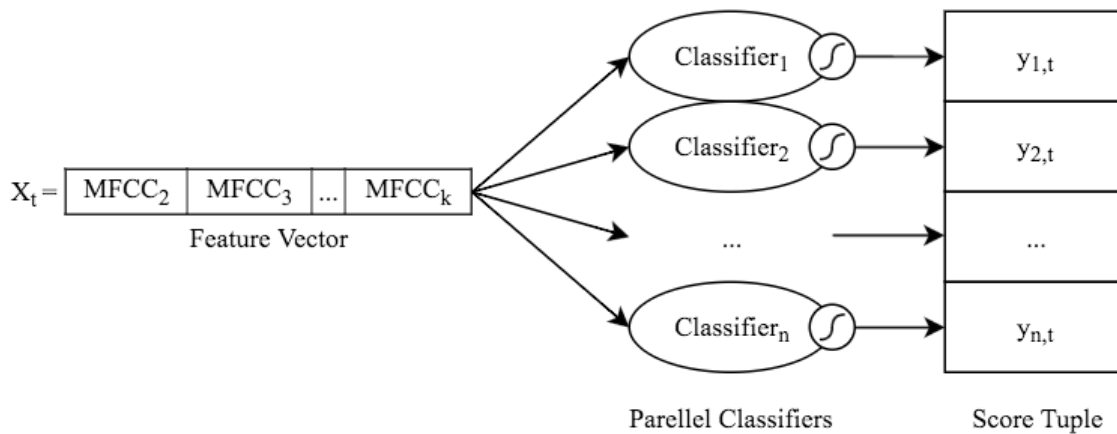 Classifier₁
y₁,t
Classifier₂
y₂,t
Xₜ = MFCC₂ MFCC₃ ... MFCCₖ
Feature Vector
...
...
Classifierₙ
yₙ,t
Parellel Classifiers
Score Tuple